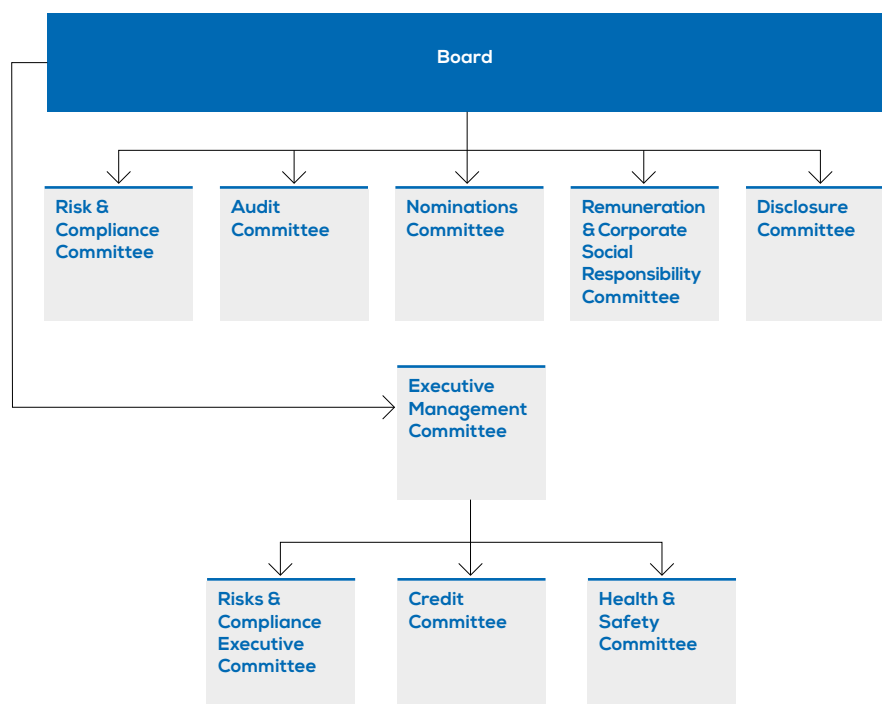 Board
Risk &
Compliance
Committee
Audit
Committee
Nominations
Committee
Remuneration
& Corporate
Social
Responsibility
Committee
Disclosure
Committee
Executive
Management
Committee
Risks &
Compliance
Executive
Committee
Credit
Committee
Health &
Safety
Committee